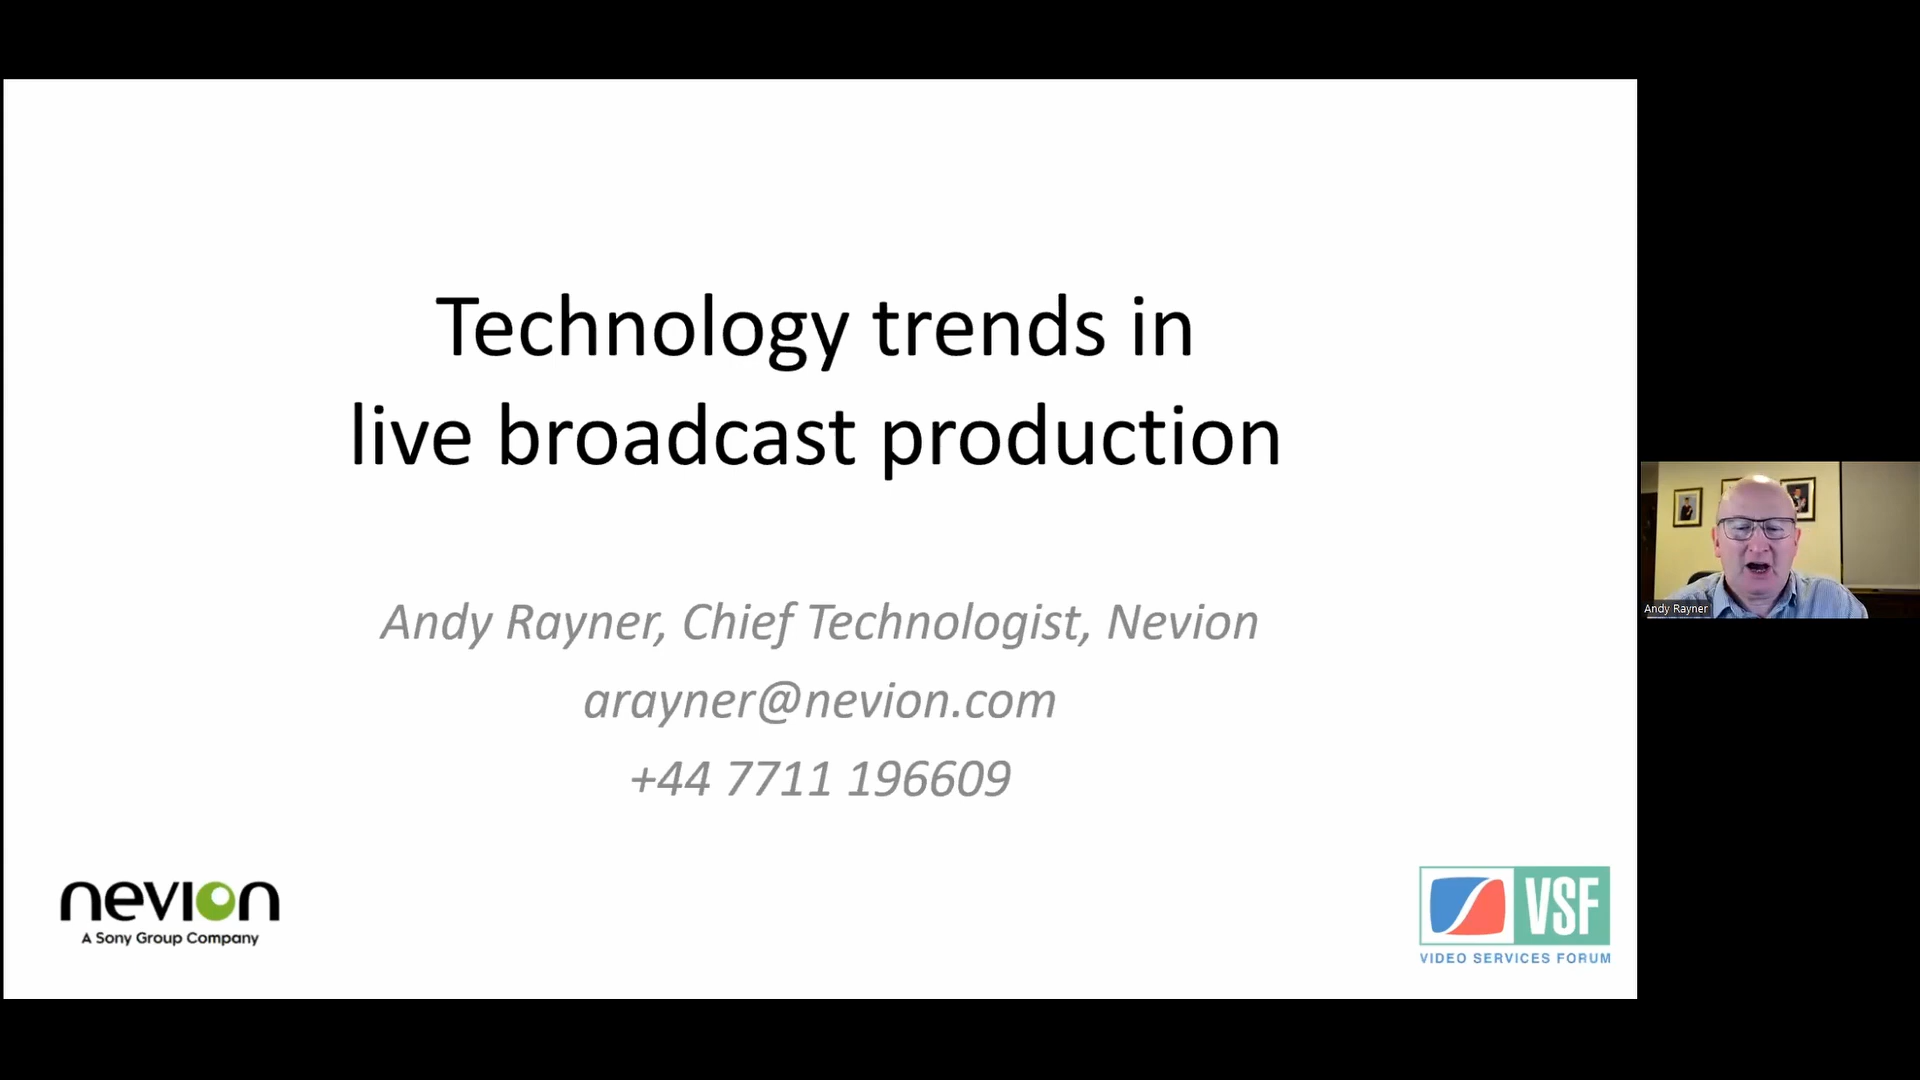 Technology trends in
live broadcast production
Andy Rayner, Chief Technologist, Nevion
arayner@nevion.com
+44 7711 196609
nevion
A Sony Group Company
VSF
VIDEO SERVICES FORUM
Andy Rayner